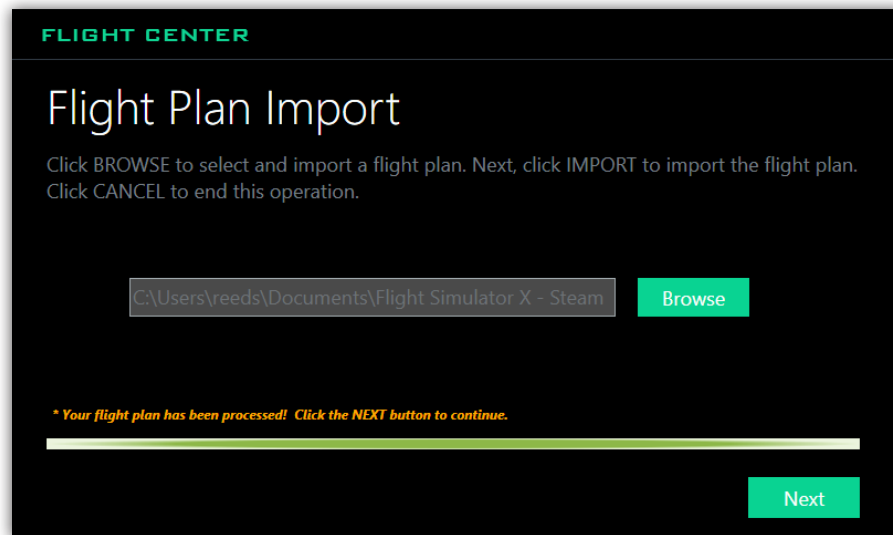 FLIGHT CENTER
Flight Plan Import
Click BROWSE to select and import a flight plan. Next, click IMPORT to import the flight plan.
Click CANCEL to end this operation.
C:\Users\reeds\Documents\Flight Simulator X - Steam
Browse
* Your flight plan has been processed! Click the NEXT button to continue.
Next